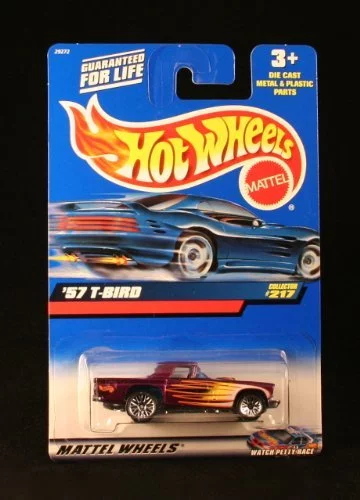 29272
GUARANTEED
FOR LIFE
3+
DIE CAST
METAL & PLASTIC
PARTS
HOT WHEELS
MATTEL
®
'57 T-BIRD
COLLECTOR
#217
MATTEL WHEELS
WATCH PETTY RACE